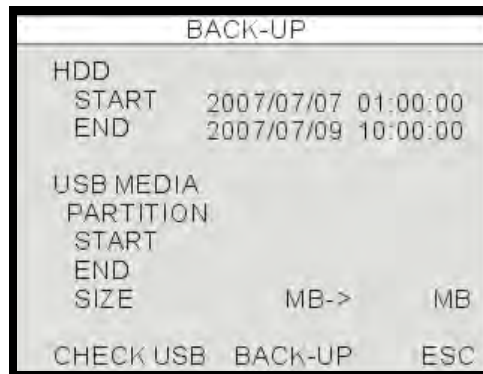 BACK-UP
HDD
START 2007/07/07 01:00:00
END 2007/07/09 10:00:00
USB MEDIA
PARTITION
START
END
SIZE MB-> MB
CHECK USB BACK-UP ESC